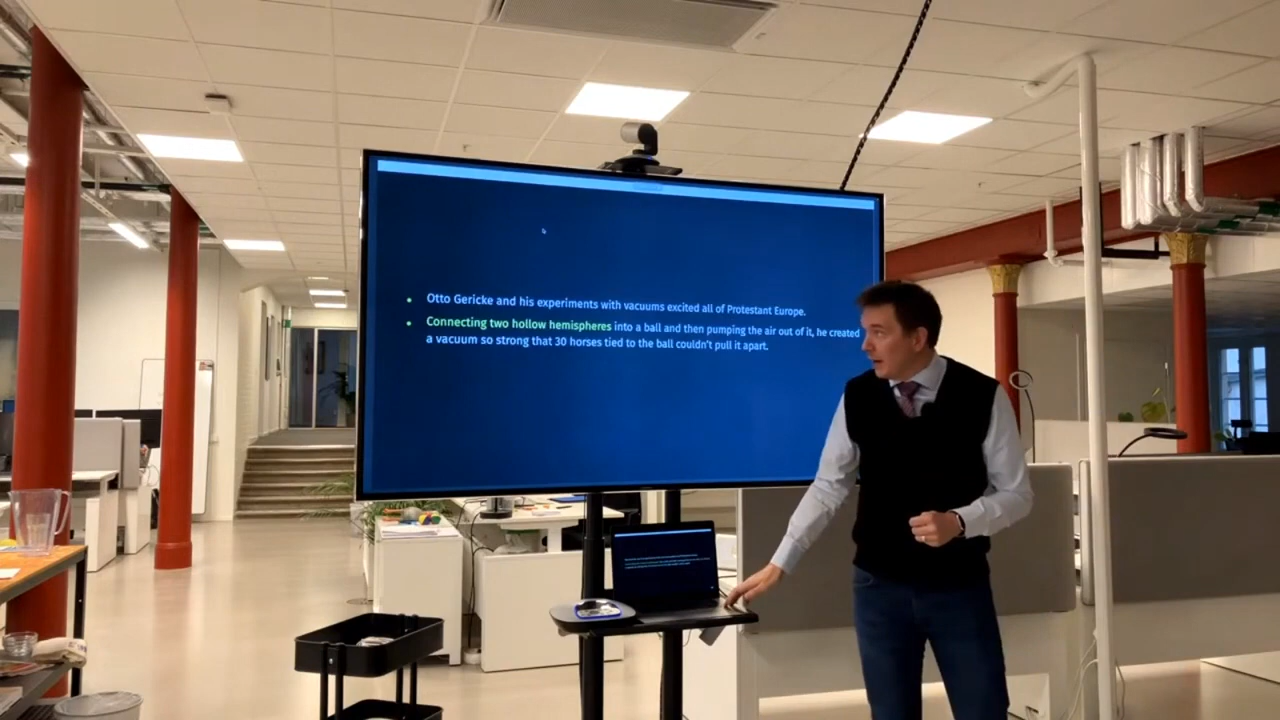 Otto Gericke and his experiments with vacuums excited all of Protestant Europe.
Connecting two hollow hemispheres into a ball and then pumping the air out of it, he created
a vacuum so strong that 30 horses tied to the ball couldn't pull it apart.